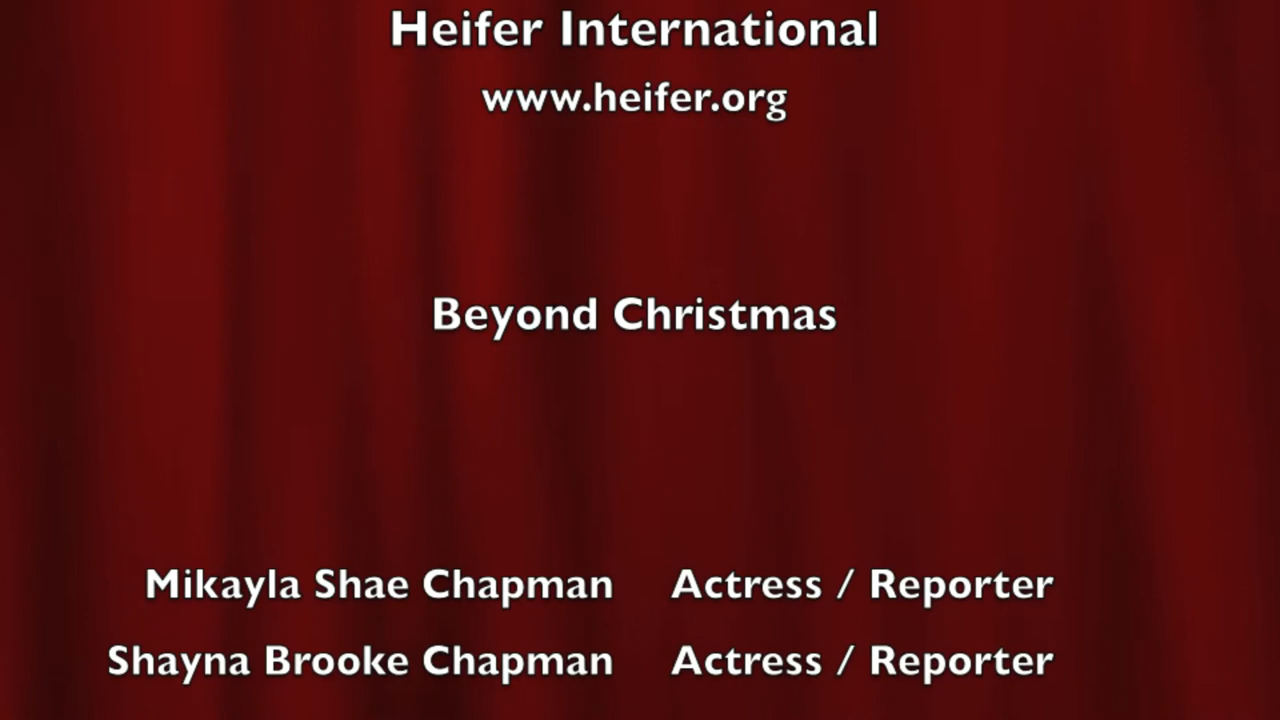 Heifer International
www.heifer.org
Beyond Christmas
Mikayla Shae Chapman Actress / Reporter
Shayna Brooke Chapman Actress / Reporter